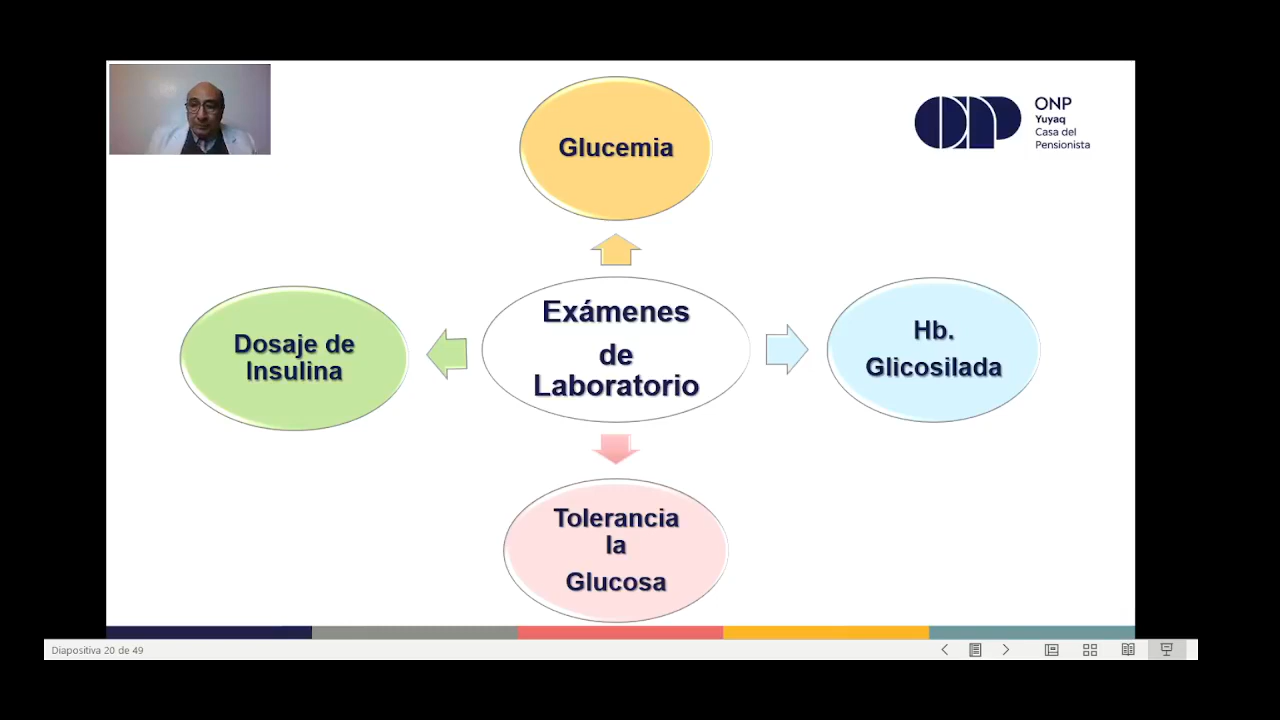 Glucemia
ONP
ONP
Yuyaq
Casa del
Pensionista
Exámenes
de
Laboratorio
Dosaje de
Insulina
Hb.
Glicosilada
Tolerancia
la
Glucosa
Diapositiva 20 de 49